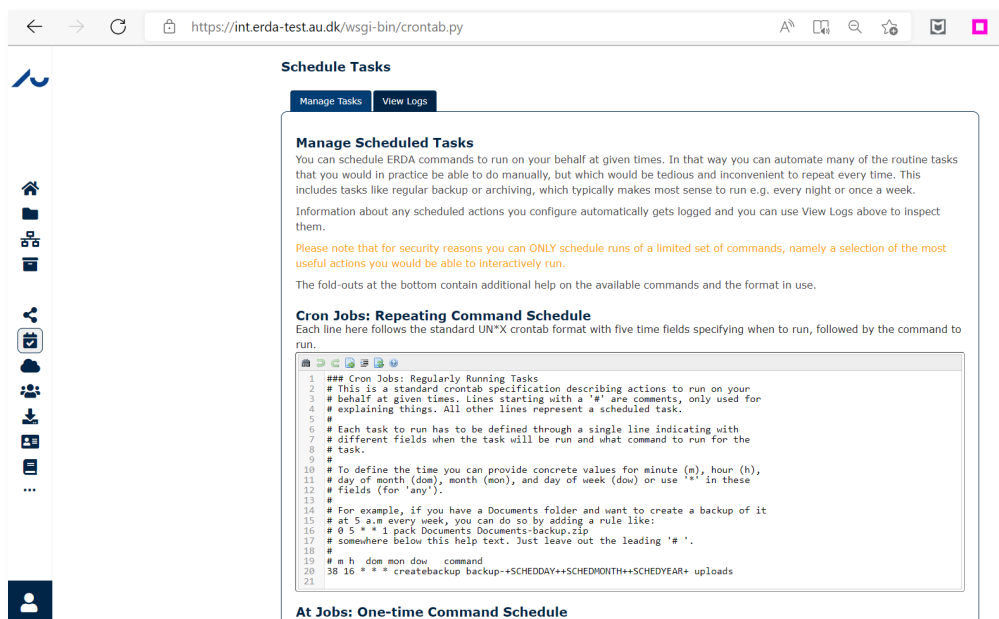 https://int.erda-test.au.dk/wsgi-bin/crontab.py
Schedule Tasks
Manage Tasks
View Logs
Manage Scheduled Tasks
You can schedule ERDA commands to run on your behalf at given times. In that way you can automate many of the routine tasks
that you would in practice be able to do manually, but which would be tedious and inconvenient to repeat every time. This
includes tasks like regular backup or archiving, which typically makes most sense to run e.g. every night or once a week.
Information about any scheduled actions you configure automatically gets logged and you can use View Logs above to inspect
them.
Please note that for security reasons you can ONLY schedule runs of a limited set of commands, namely a selection of the most
useful actions you would be able to interactively run.
The fold-outs at the bottom contain additional help on the available commands and the format in use.
Cron Jobs: Repeating Command Schedule
Each line here follows the standard UN*X crontab format with five time fields specifying when to run, followed by the command to
run.
1 ### Cron Jobs: Regularly Running Tasks
2 # This is a standard crontab specification describing actions to run on your
3 # behalf at given times. Lines starting with a '#' are comments, only used for
4 # explaining things. All other lines represent a scheduled task.
5 #
6 # Each task to run has to be defined through a single line indicating with
7 # different fields when the task will be run and what command to run for the
8 # task.
9 #
10 # To define the time you can provide concrete values for minute (m), hour (h),
11 # day of month (dom), month (mon), and day of week (dow) or use '*' in these
12 # fields (for 'any').
13 #
14 # For example, if you have a Documents folder and want to create a backup of it
15 # at 5 a.m every week, you can do so by adding a rule like:
16 # 0 5 * * 1 pack Documents Documents-backup.zip
17 # somewhere below this help text. Just leave out the leading '# '.
18 #
19 # m h  dom mon dow   command
20 38 16 * * * createbackup backup-+SCHEDDAY++SCHEDMONTH++SCHEDYEAR+ uploads
21
At Jobs: One-time Command Schedule